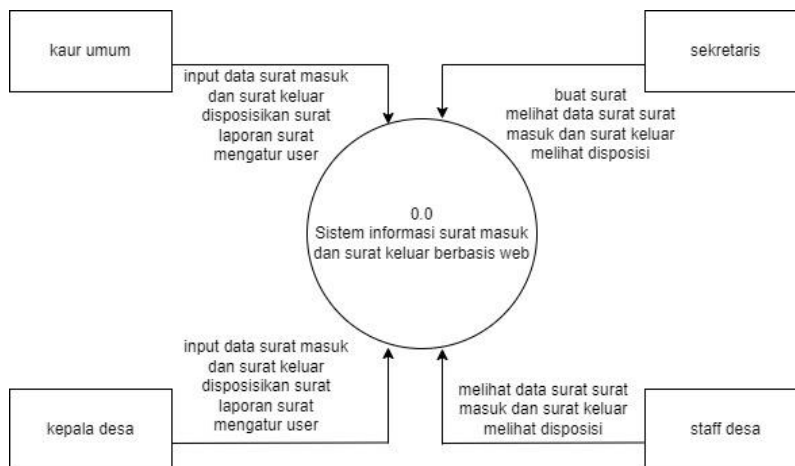 kaur umum
input data surat masuk
dan surat keluar
disposisikan surat
laporan surat
mengatur user
sekretaris
buat surat
melihat data surat surat
masuk dan surat keluar
melihat disposisi
0.0
Sistem informasi surat masuk
dan surat keluar berbasis web
kepala desa
input data surat masuk
dan surat keluar
disposisikan surat
laporan surat
mengatur user
melihat data surat surat
masuk dan surat keluar
melihat disposisi
staff desa